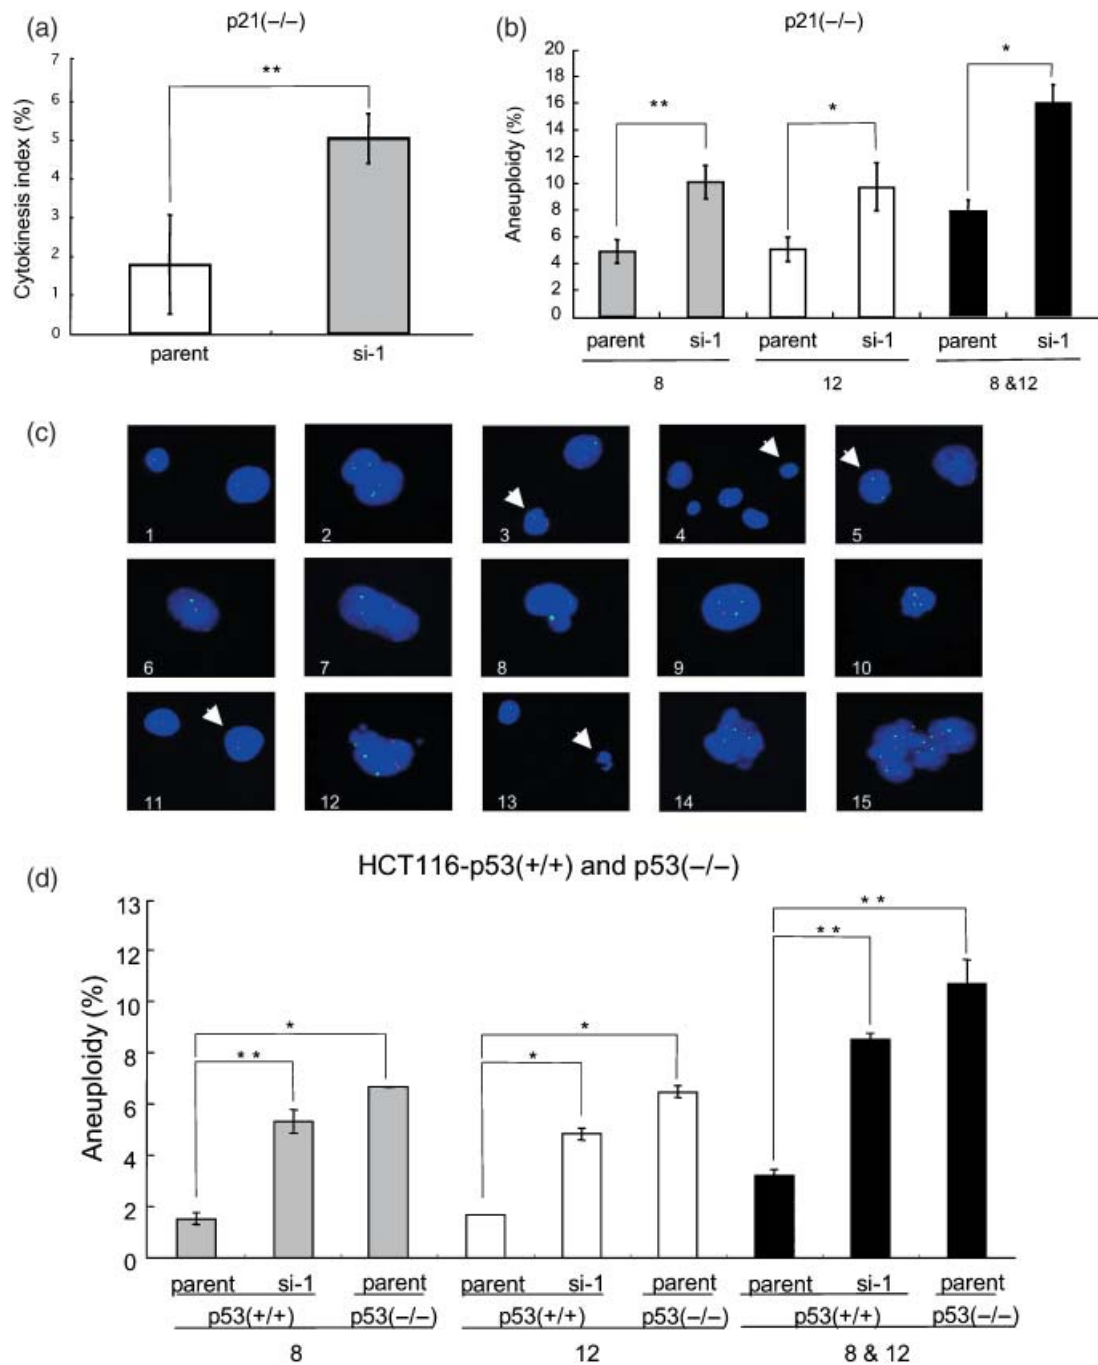 (a)
p21(−/−)
7
6
5
4
3
2
1
0
Cytokinesis index (%)
**
parent si-1
(b)
p21(−/−)
20
18
16
14
12
10
8
6
4
2
0
Aneuploidy (%)
** * *
parent si-1 parent si-1 parent si-1
8 12 8 &12
(c)
1 2 3 4 5
6 7 8 9 10
11 12 13 14 15
(d)
HCT116-p53(+/+) and p53(−/−)
13
12
10
8
6
4
2
0
Aneuploidy (%)
* * * *
* *
* *
*
* *
*
parent si-1 parent parent si-1 parent parent si-1 parent
p53(+/+) p53(−/−) p53(+/+) p53(−/−) p53(+/+) p53(−/−)
8 12 8 & 12